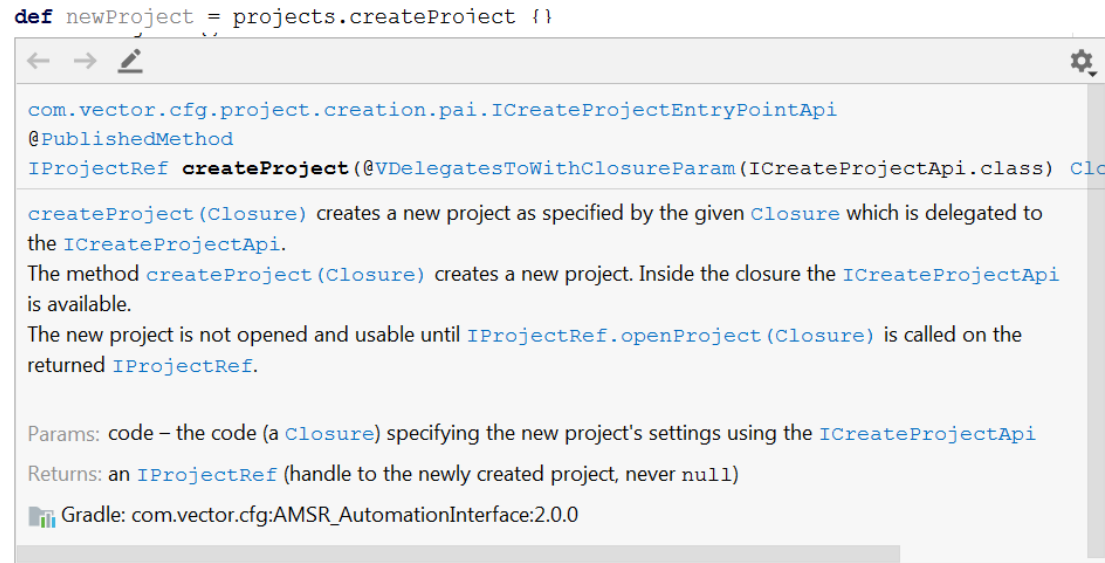 def newProject = projects.createProject {}
com.vector.cfg.project.creation.pai.ICreateProjectEntryPointApi
@PublishedMethod
IProjectRef createProject(@VDelegatesToWithClosureParam(ICreateProjectApi.class) Clo
createProject(Closure) creates a new project as specified by the given Closure which is delegated to
the ICreateProjectApi.
The method createProject(Closure) creates a new project. Inside the closure the ICreateProjectApi
is available.
The new project is not opened and usable until IProjectRef.openProject(Closure) is called on the
returned IProjectRef.
Params: code – the code (a Closure) specifying the new project's settings using the ICreateProjectApi
Returns: an IProjectRef (handle to the newly created project, never null)
Gradle: com.vector.cfg:AMSR_AutomationInterface:2.0.0